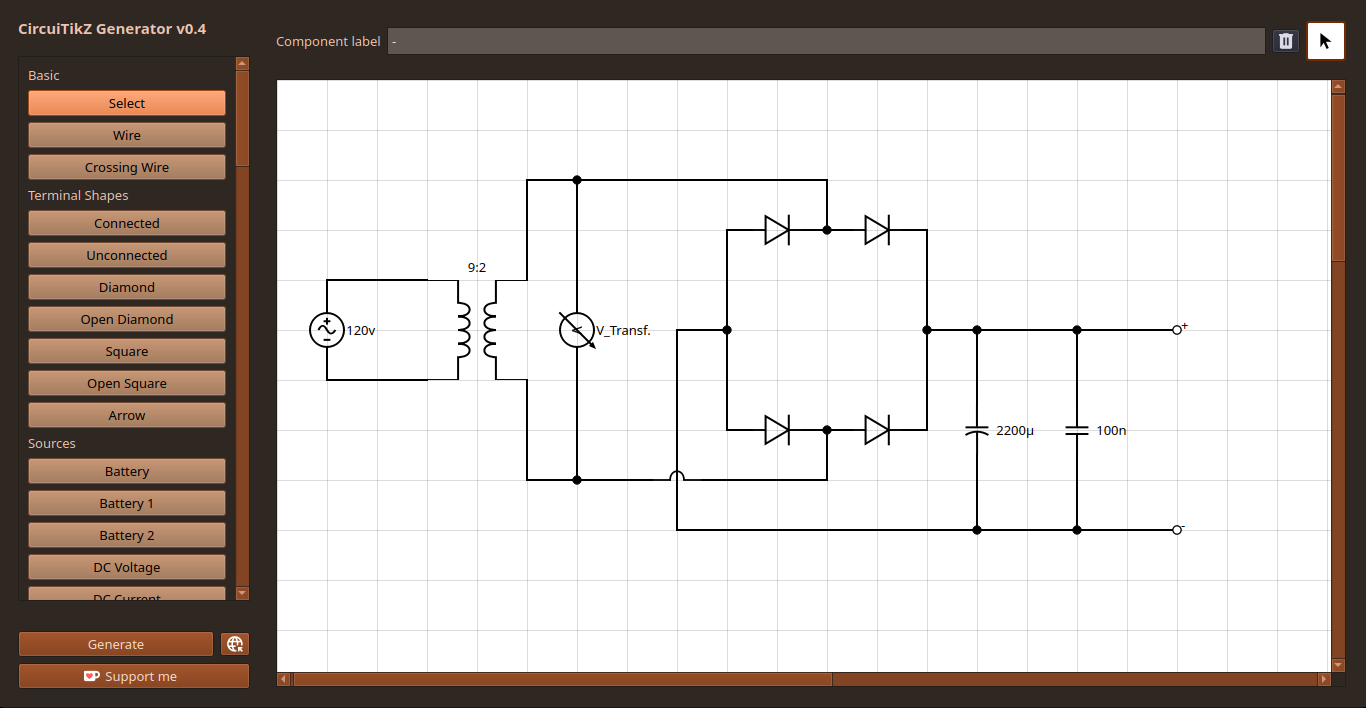 CircuiTikZ Generator v0.4
Component label
-
Basic
Select
Wire
Crossing Wire
Terminal Shapes
Connected
Unconnected
Diamond
Open Diamond
Square
Open Square
Arrow
Sources
Battery
Battery 1
Battery 2
DC Voltage
DC Current
Generate
Support me
9:2
120v
V_Transf.
+
2200µ
100n
-